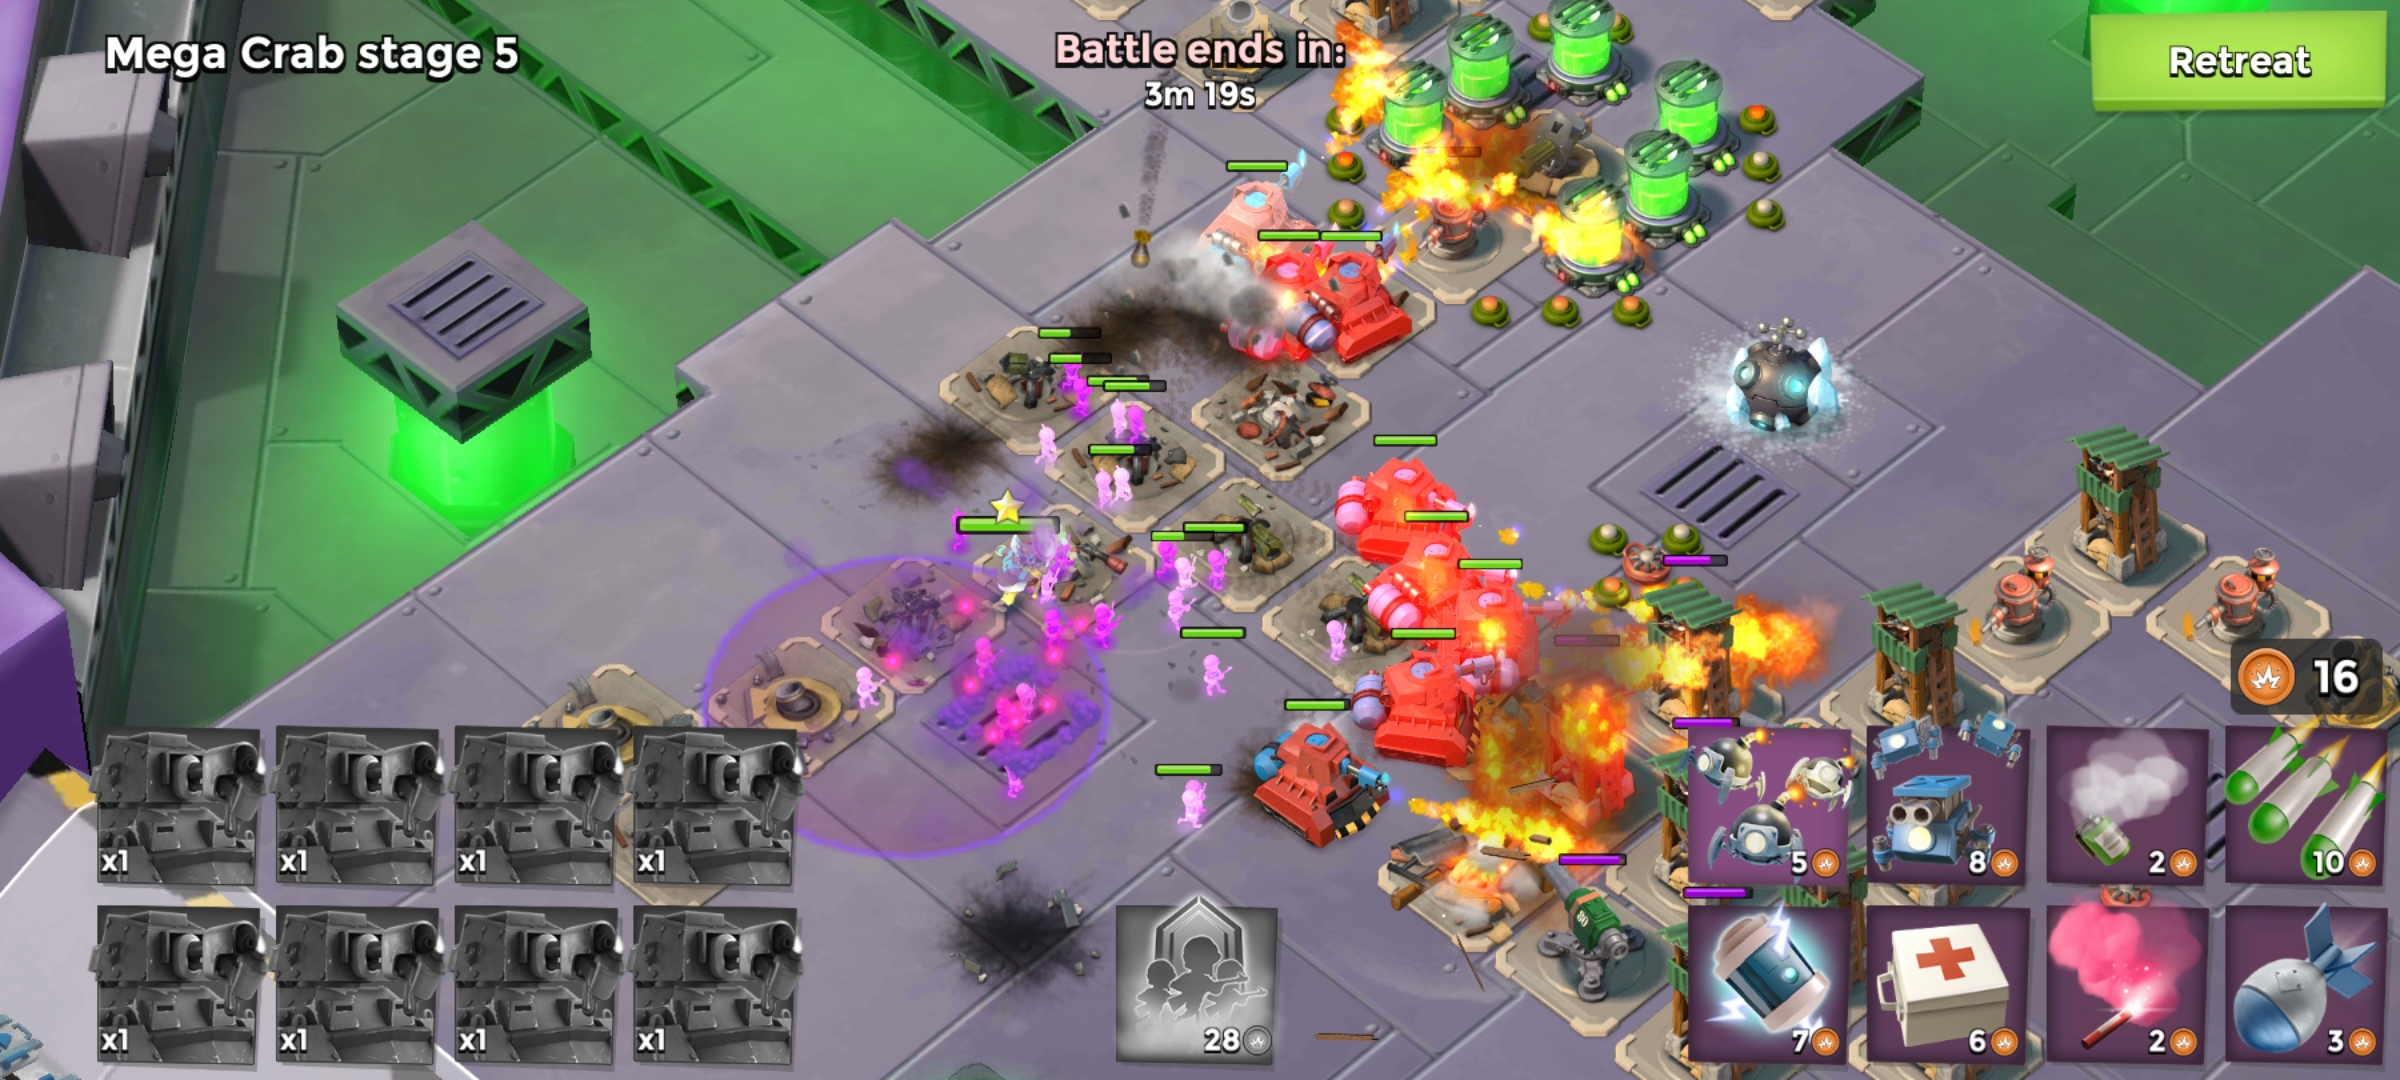 Mega Crab stage 5
Battle ends in:
3m 19s
Retreat
16
x1
x1
x1
x1
5
8
2
10
x1
x1
x1
x1
28
7
6
2
3
80